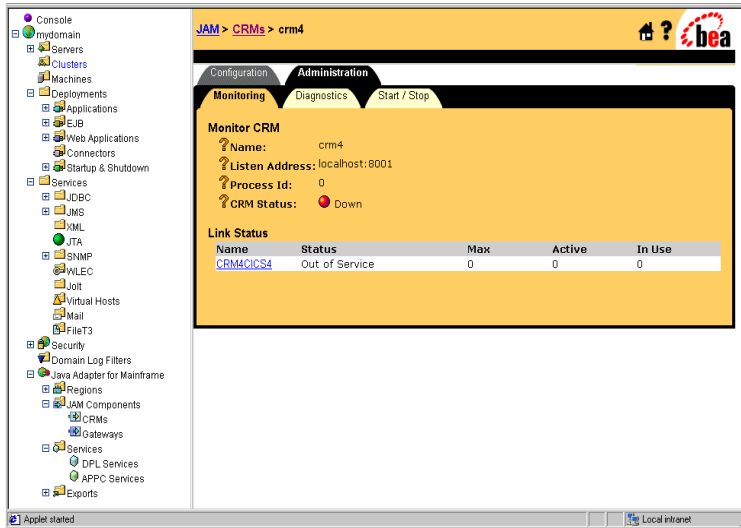 Console
mydomain
Servers
Clusters
Machines
Deployments
Applications
EJB
Web Applications
Connectors
Startup & Shutdown
Services
JDBC
JMS
XML
JTA
SNMP
WLEC
Jolt
Virtual Hosts
Mail
FileT3
Security
Domain Log Filters
Java Adapter for Mainframe
Regions
JAM Components
CRMs
Gateways
Services
DPL Services
APPC Services
Exports
JAM > CRMs > crm4
? bea
Configuration Administration
Monitoring Diagnostics Start / Stop
Monitor CRM
? Name: crm4
? Listen Address: localhost:8001
? Process Id: 0
? CRM Status: Down
Link Status
Name Status Max Active In Use
CRM4CICS4 Out of Service 0 0 0
Applet started Local intranet